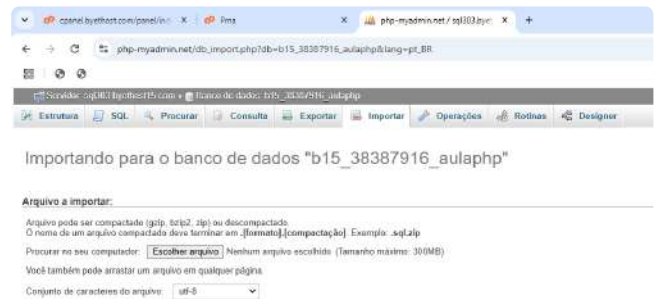 cpanel.byethost.com/panel/in
Pma
php-myadmin.net / sql303.bye
php-myadmin.net/db_import.php?db=b15_38387916_aulaphp&lang=pt_BR
Servidor: sql303.byethost15.com » Banco de dados: b15_38387916_aulaphp
Estrutura SQL Procurar Consulta Exportar Importar Operações Rotinas Designer
Importando para o banco de dados "b15_38387916_aulaphp"
Arquivo a importar:
Arquivo pode ser compactado (gzip, bzip2, zip) ou descompactado.
O nome de um arquivo compactado deve terminar em .[formato].[compactação]. Exemplo: .sql.zip
Procurar no seu computador: Escolher arquivo Nenhum arquivo escolhido (Tamanho máximo: 300MB)
Você também pode arrastar um arquivo em qualquer página.
Conjunto de caracteres do arquivo: utf-8